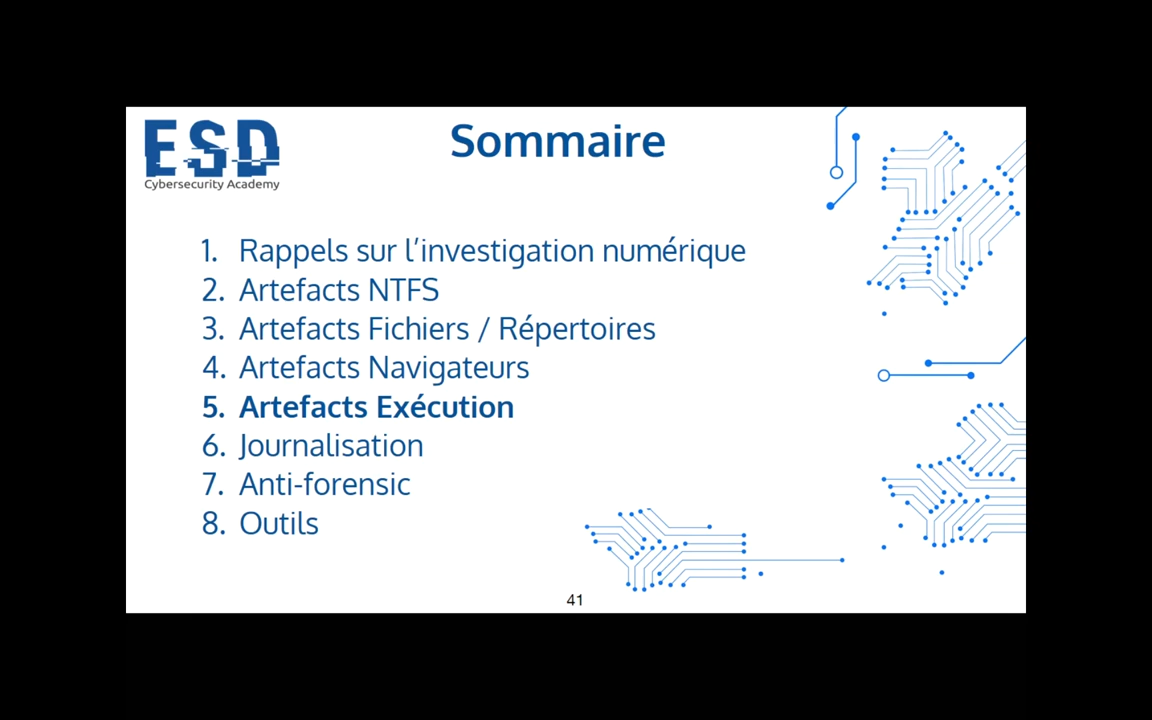 ESD
Cybersecurity Academy
Sommaire
1. Rappels sur l’investigation numérique
2. Artefacts NTFS
3. Artefacts Fichiers / Répertoires
4. Artefacts Navigateurs
5. Artefacts Exécution
6. Journalisation
7. Anti-forensic
8. Outils
41